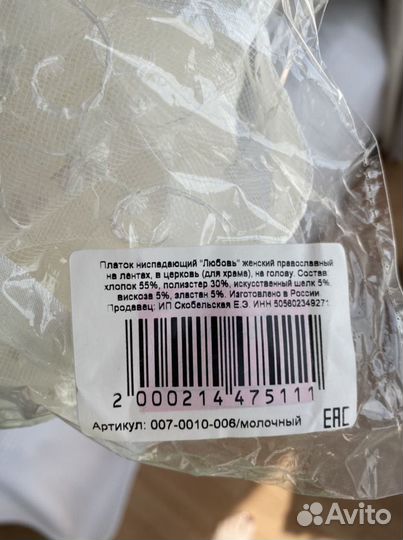 Платок ниспадающий "Любовь" женский православный
на лентах, в церковь (для храма), на голову. Состав:
хлопок 55%, полиэстер 30%, искусственный шелк 5%,
вискоза 5%, эластан 5%. Изготовлено в России
Продавец: ИП Скобельская Е.Э. ИНН 505602349271
2 000214 475111
Артикул: 007-0010-006/молочный
EAC
Avito